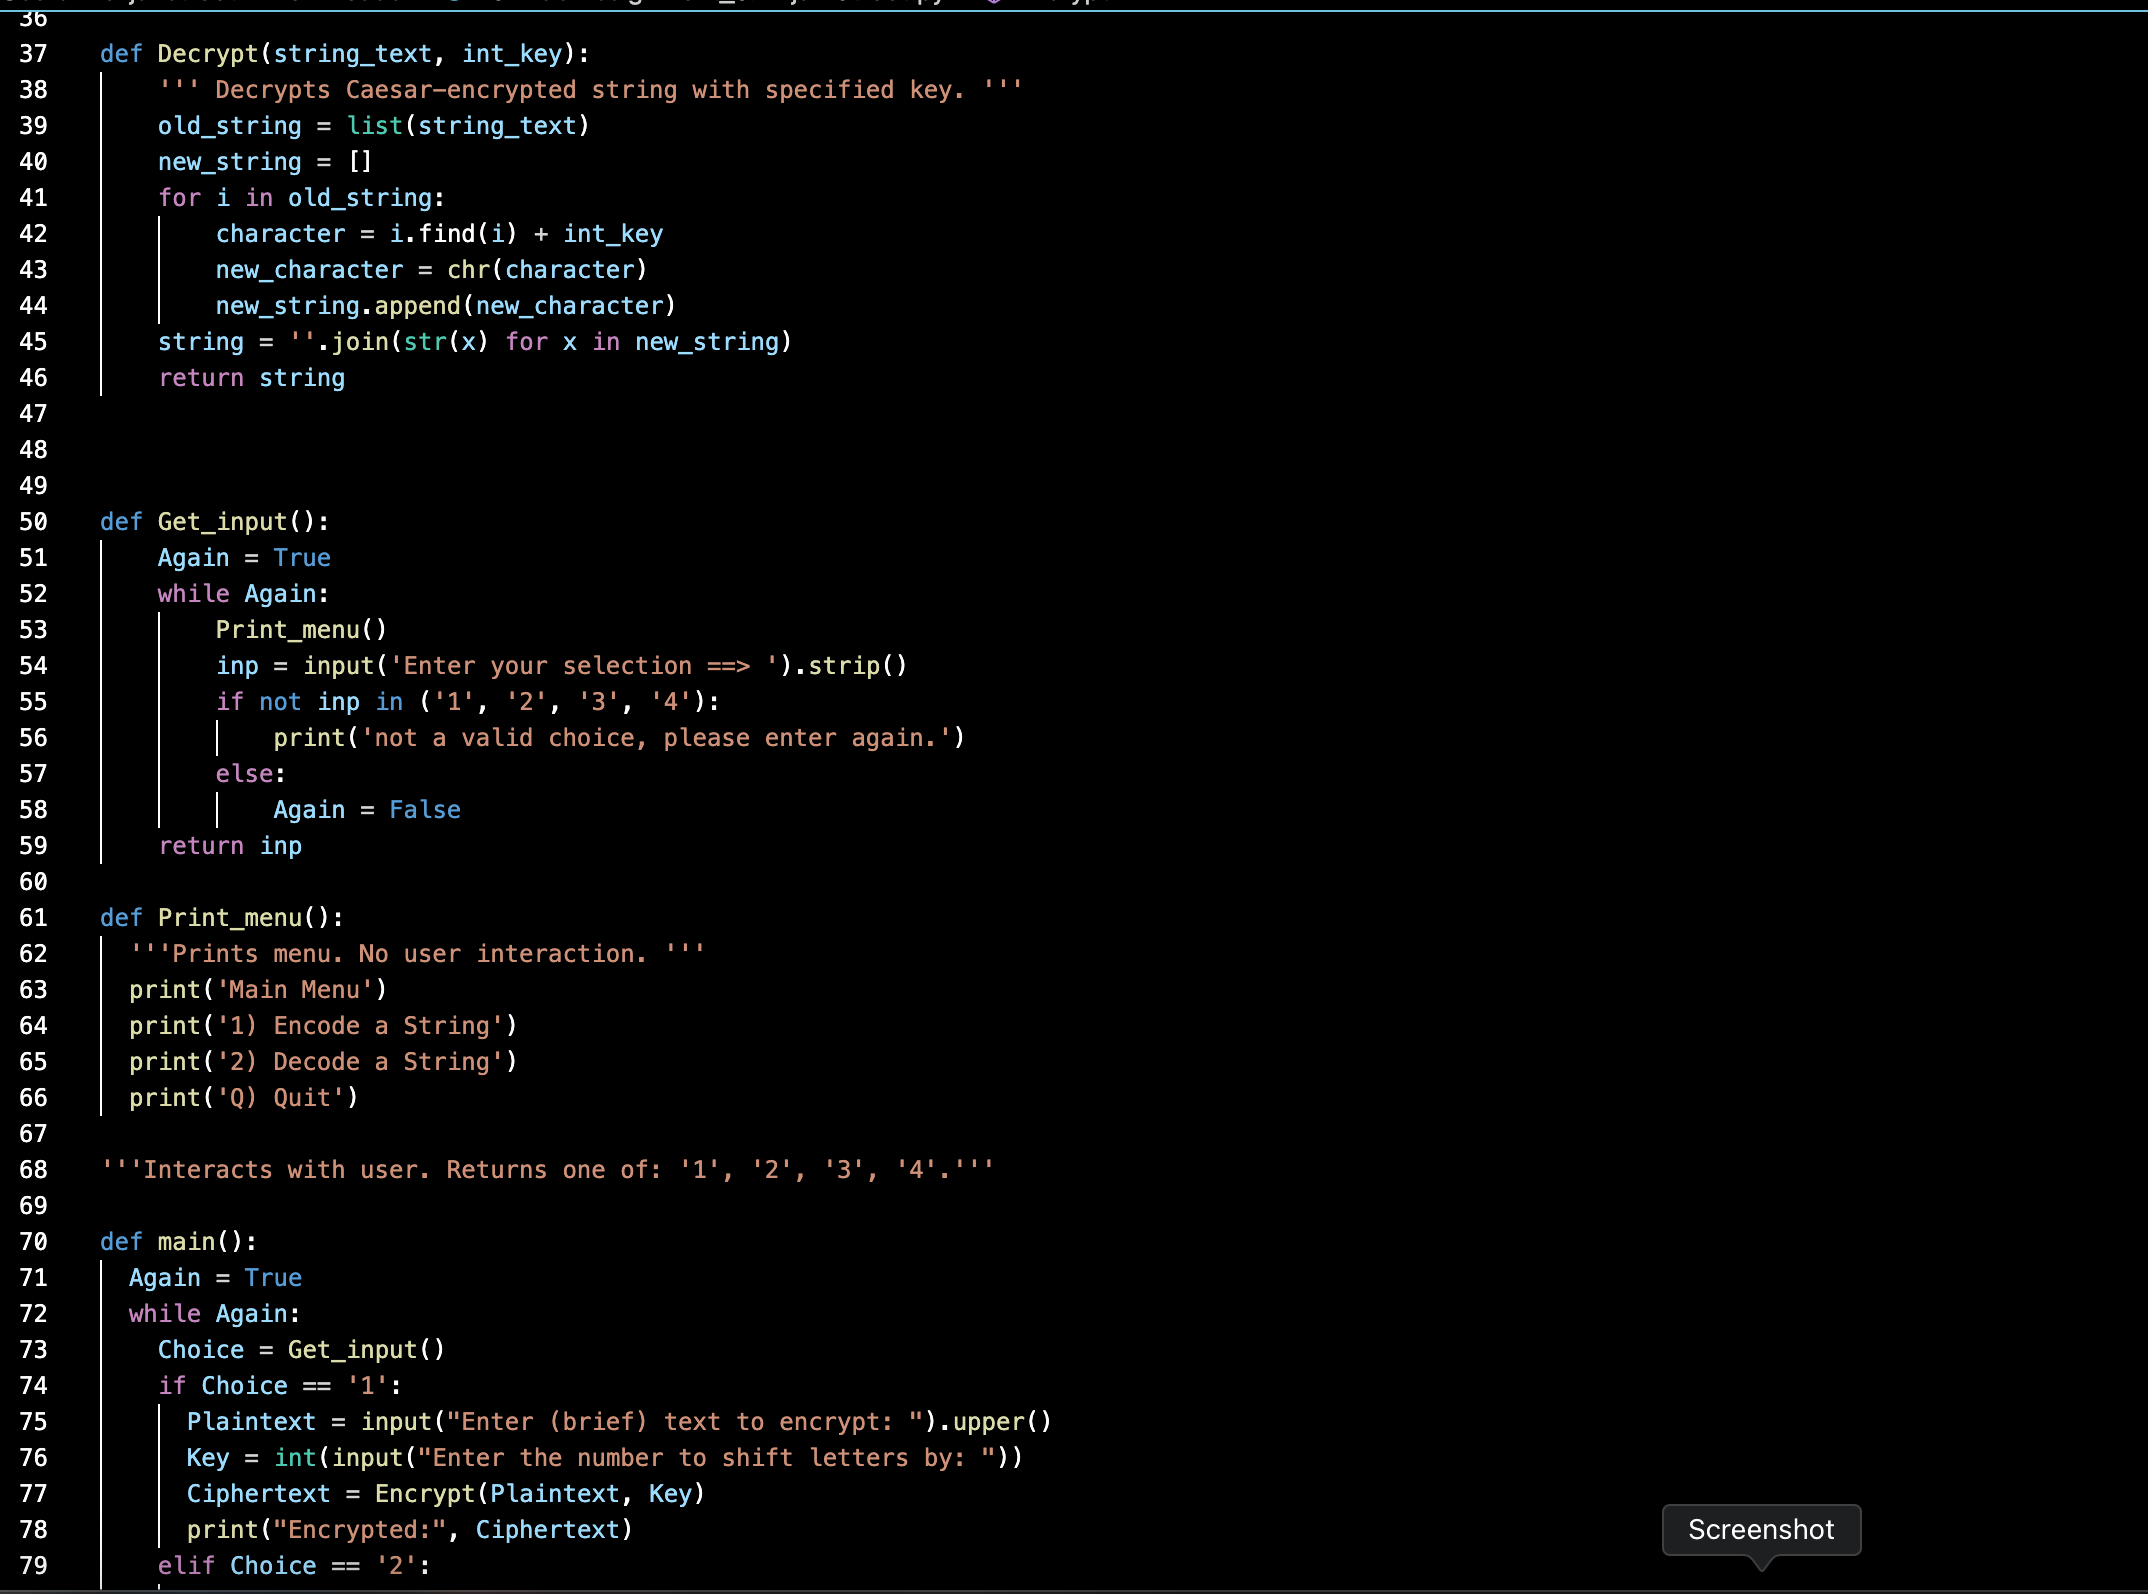 36
37 def Decrypt(string_text, int_key):
38 ''' Decrypts Caesar-encrypted string with specified key. '''
39 old_string = list(string_text)
40 new_string = []
41 for i in old_string:
42 character = i.find(i) + int_key
43 new_character = chr(character)
44 new_string.append(new_character)
45 string = ''.join(str(x) for x in new_string)
46 return string
47
48
49
50 def Get_input():
51 Again = True
52 while Again:
53 Print_menu()
54 inp = input('Enter your selection ==> ').strip()
55 if not inp in ('1', '2', '3', '4'):
56 print('not a valid choice, please enter again.')
57 else:
58 Again = False
59 return inp
60
61 def Print_menu():
62 '''Prints menu. No user interaction. '''
63 print('Main Menu')
64 print('1) Encode a String')
65 print('2) Decode a String')
66 print('Q) Quit')
67
68 '''Interacts with user. Returns one of: '1', '2', '3', '4'.'''
69
70 def main():
71 Again = True
72 while Again:
73 Choice = Get_input()
74 if Choice == '1':
75 Plaintext = input("Enter (brief) text to encrypt: ").upper()
76 Key = int(input("Enter the number to shift letters by: "))
77 Ciphertext = Encrypt(Plaintext, Key)
78 print("Encrypted:", Ciphertext)
79 elif Choice == '2':
Screenshot